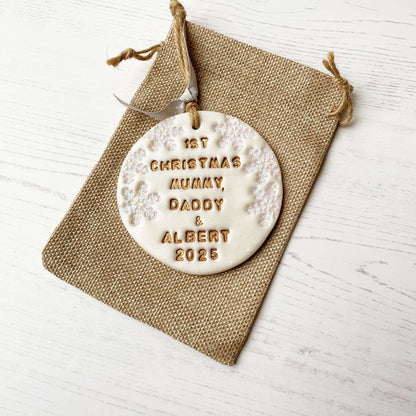 1ST
CHRISTMAS
MUMMY,
DADDY
&
ALBERT
2025